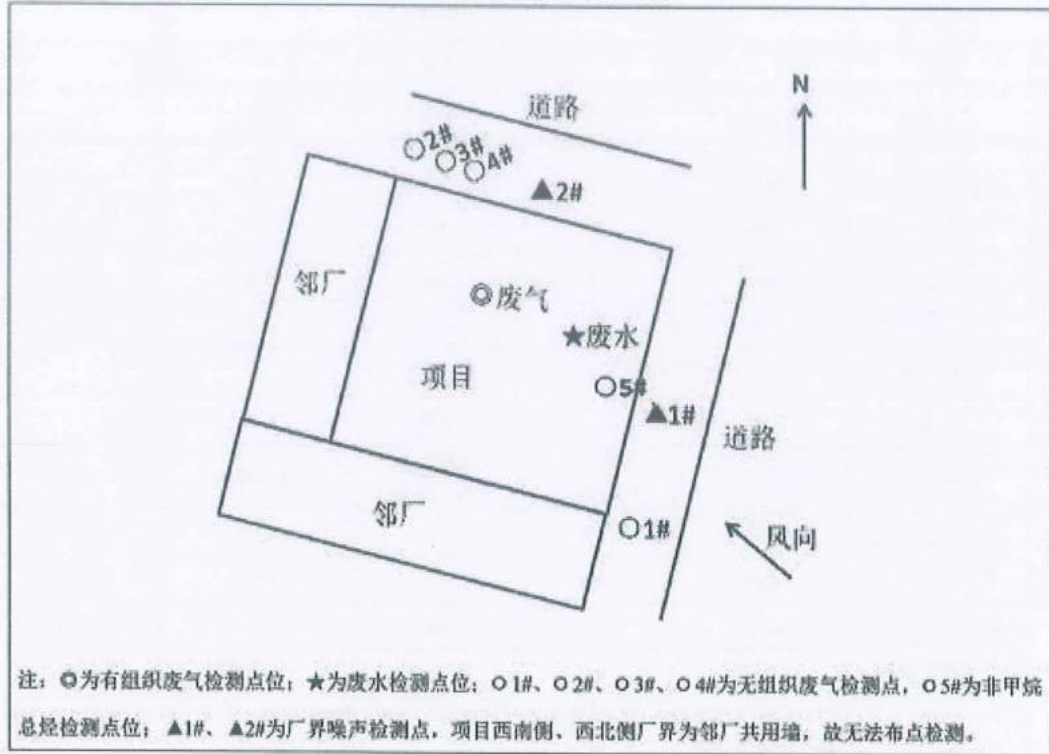 道路
N
○2#
○3#
○4#
▲2#
邻厂
◎废气
★废水
项目
○5#
▲1#
道路
邻厂
○1#
风向
注：◎为有组织废气检测点位；★为废水检测点位；○1#、○2#、○3#、○4#为无组织废气检测点，○5#为非甲烷
总烃检测点位；▲1#、▲2#为厂界噪声检测点，项目西南侧、西北侧厂界为邻厂共用墙，故无法布点检测。